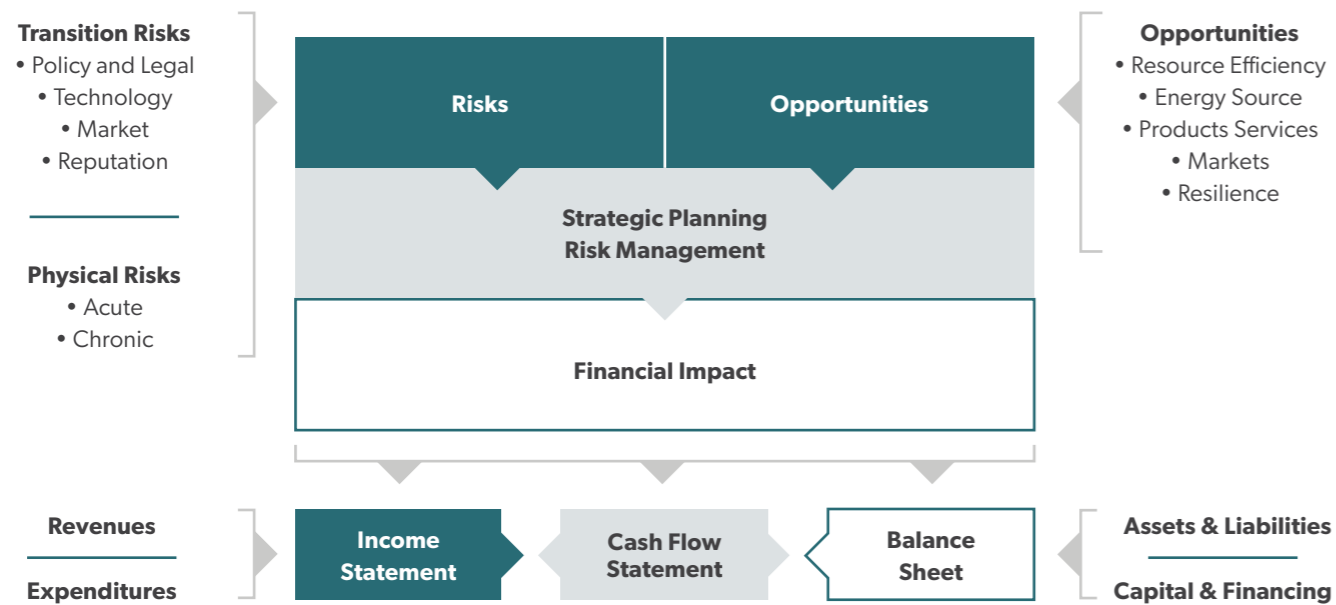 Transition Risks
• Policy and Legal
• Technology
• Market
• Reputation
Physical Risks
• Acute
• Chronic
Risks
Opportunities
Strategic Planning
Risk Management
Financial Impact
Opportunities
• Resource Efficiency
• Energy Source
• Products Services
• Markets
• Resilience
Revenues
Expenditures
Income
Statement
Cash Flow
Statement
Balance
Sheet
Assets & Liabilities
Capital & Financing